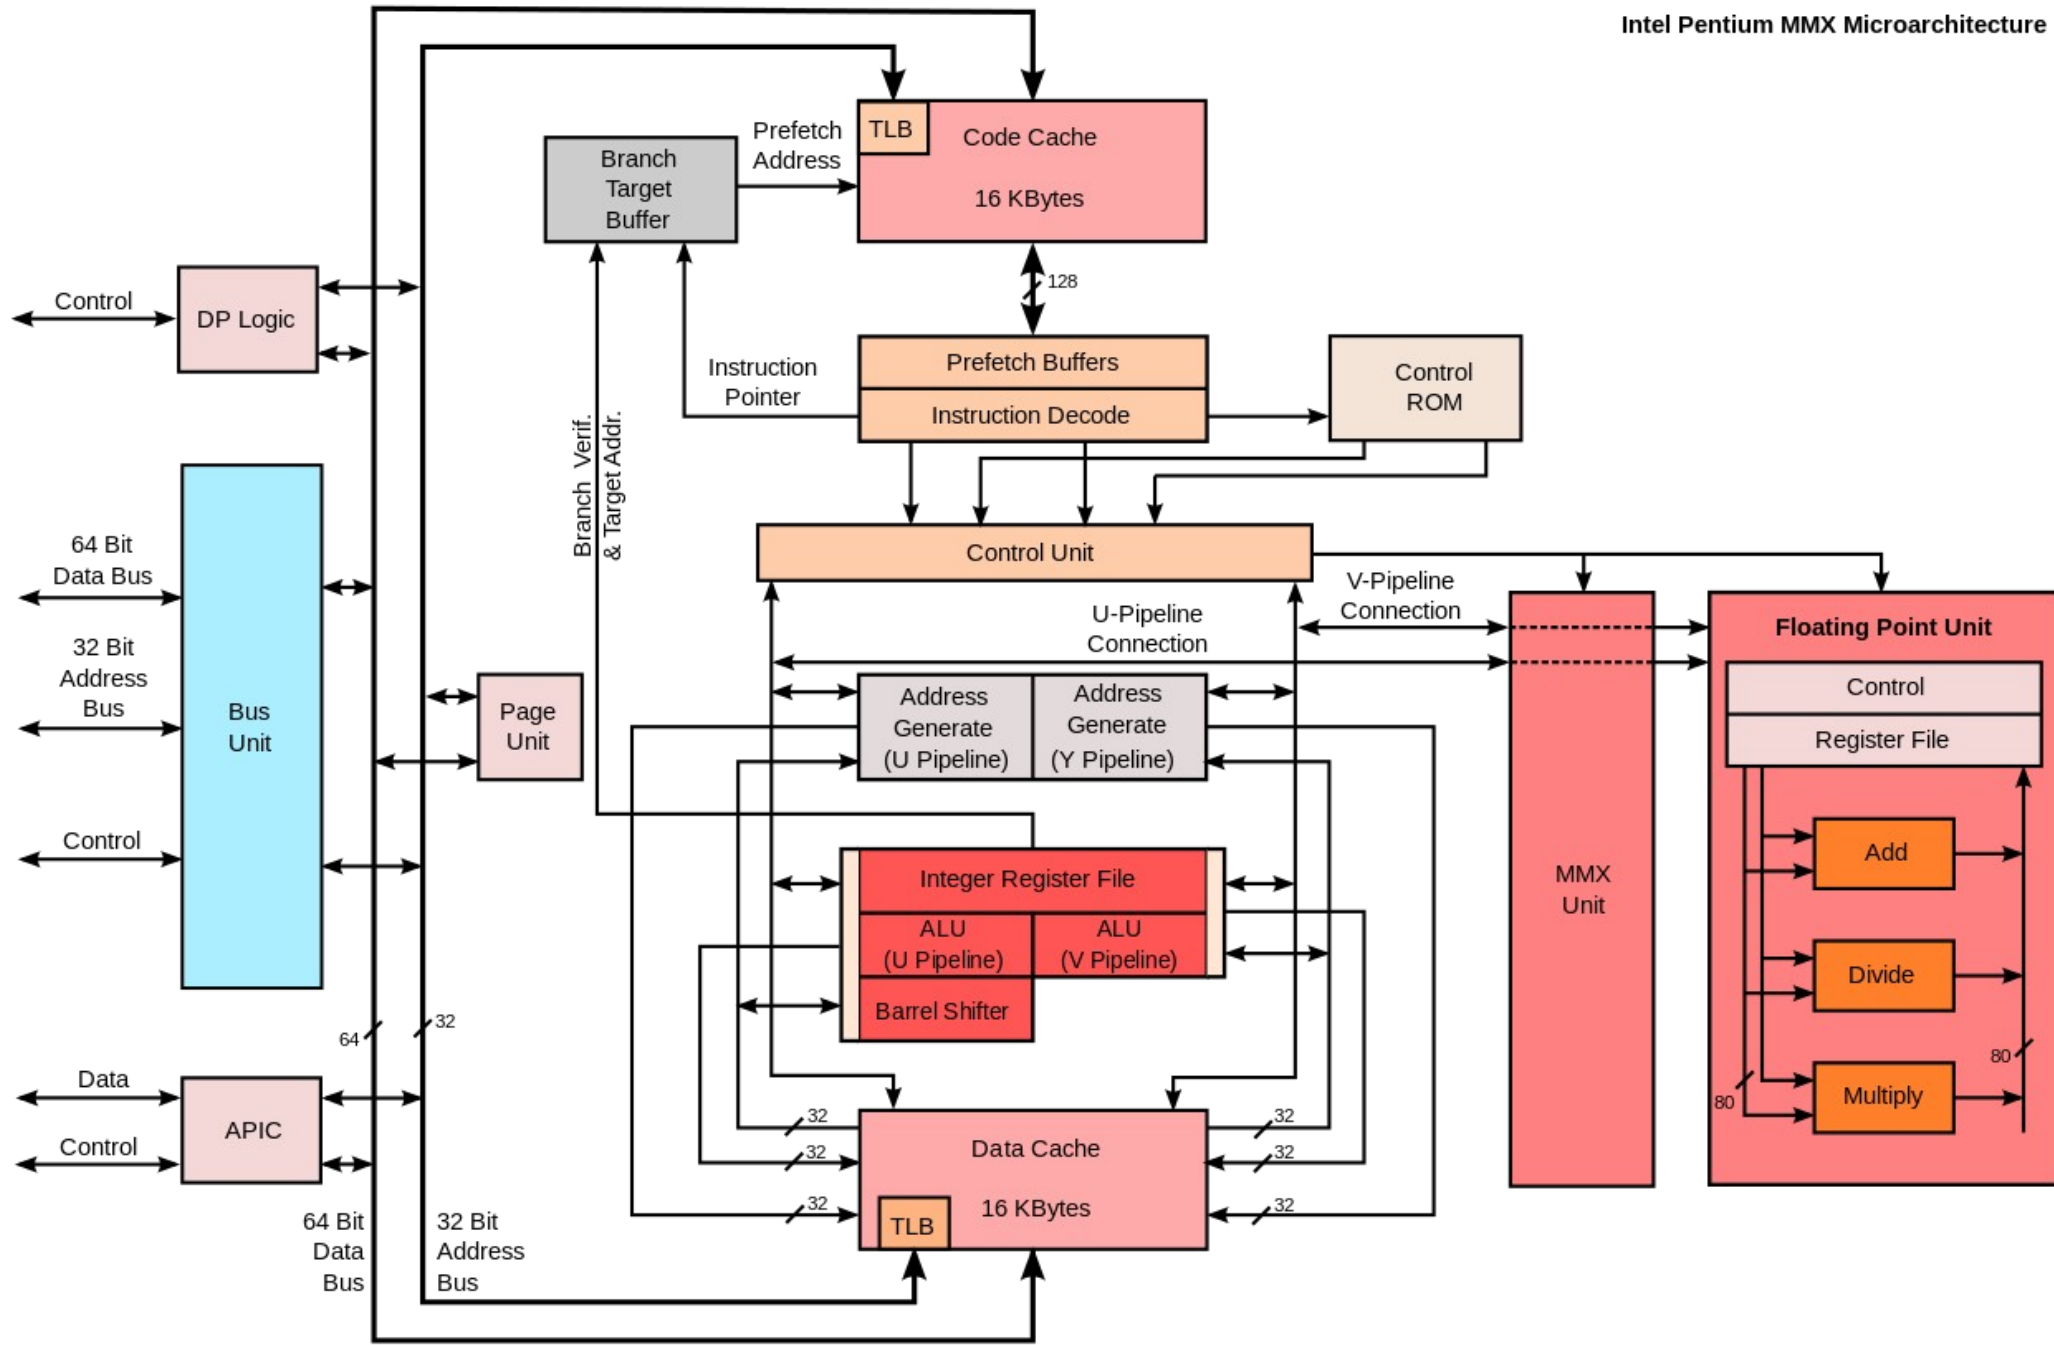 Intel Pentium MMX Microarchitecture
TLB
Code Cache
16 KBytes
Prefetch
Address
Branch
Target
Buffer
128
Control
DP Logic
Prefetch Buffers
Instruction Decode
Instruction
Pointer
Control
ROM
Branch Verif.
& Target Addr.
Control Unit
64 Bit
Data Bus
32 Bit
Address
Bus
Control
Bus
Unit
Page
Unit
V-Pipeline
Connection
U-Pipeline
Connection
Address
Generate
(U Pipeline)
Address
Generate
(Y Pipeline)
Integer Register File
ALU
(U Pipeline)
ALU
(V Pipeline)
Barrel Shifter
MMX
Unit
Floating Point Unit
Control
Register File
Add
Divide
Multiply
80
80
64
32
Data
Control
APIC
32
32
32
32
32
32
Data Cache
16 KBytes
TLB
64 Bit
Data
Bus
32 Bit
Address
Bus